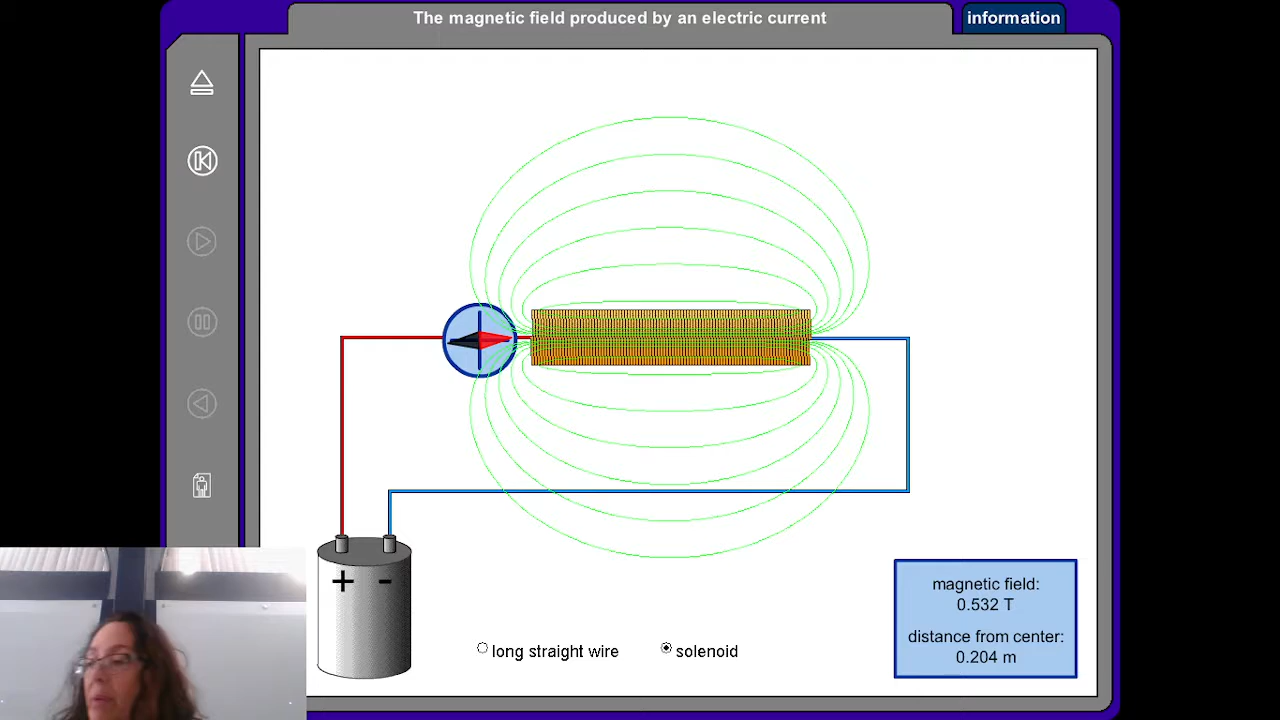 The magnetic field produced by an electric current
information
+ -
long straight wire
solenoid
magnetic field:
0.532 T
distance from center:
0.204 m